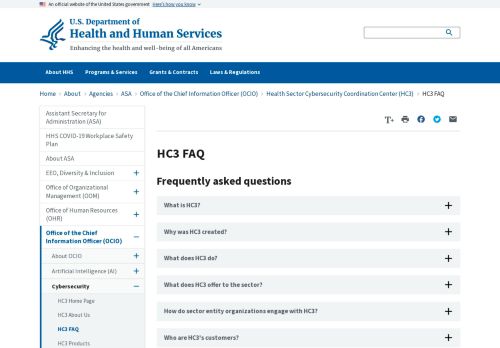 An official website of the United States government Here's how you know
U.S. Department of
Health and Human Services
Enhancing the health and well-being of all Americans
About HHS Programs & Services Grants & Contracts Laws & Regulations
Home > About > Agencies > ASA > Office of the Chief Information Officer (OCIO) > Health Sector Cybersecurity Coordination Center (HC3) > HC3 FAQ
Assistant Secretary for
Administration (ASA)
HHS COVID-19 Workplace Safety
Plan
About ASA
EEO, Diversity & Inclusion
Office of Organizational
Management (OOM)
Office of Human Resources
(OHR)
Office of the Chief
Information Officer (OCIO)
About OCIO
Artificial Intelligence (AI)
Cybersecurity
HC3 Home Page
HC3 About Us
HC3 FAQ
HC3 Products
T+
HC3 FAQ
Frequently asked questions
What is HC3?
Why was HC3 created?
What does HC3 do?
What does HC3 offer to the sector?
How do sector entity organizations engage with HC3?
Who are HC3's customers?